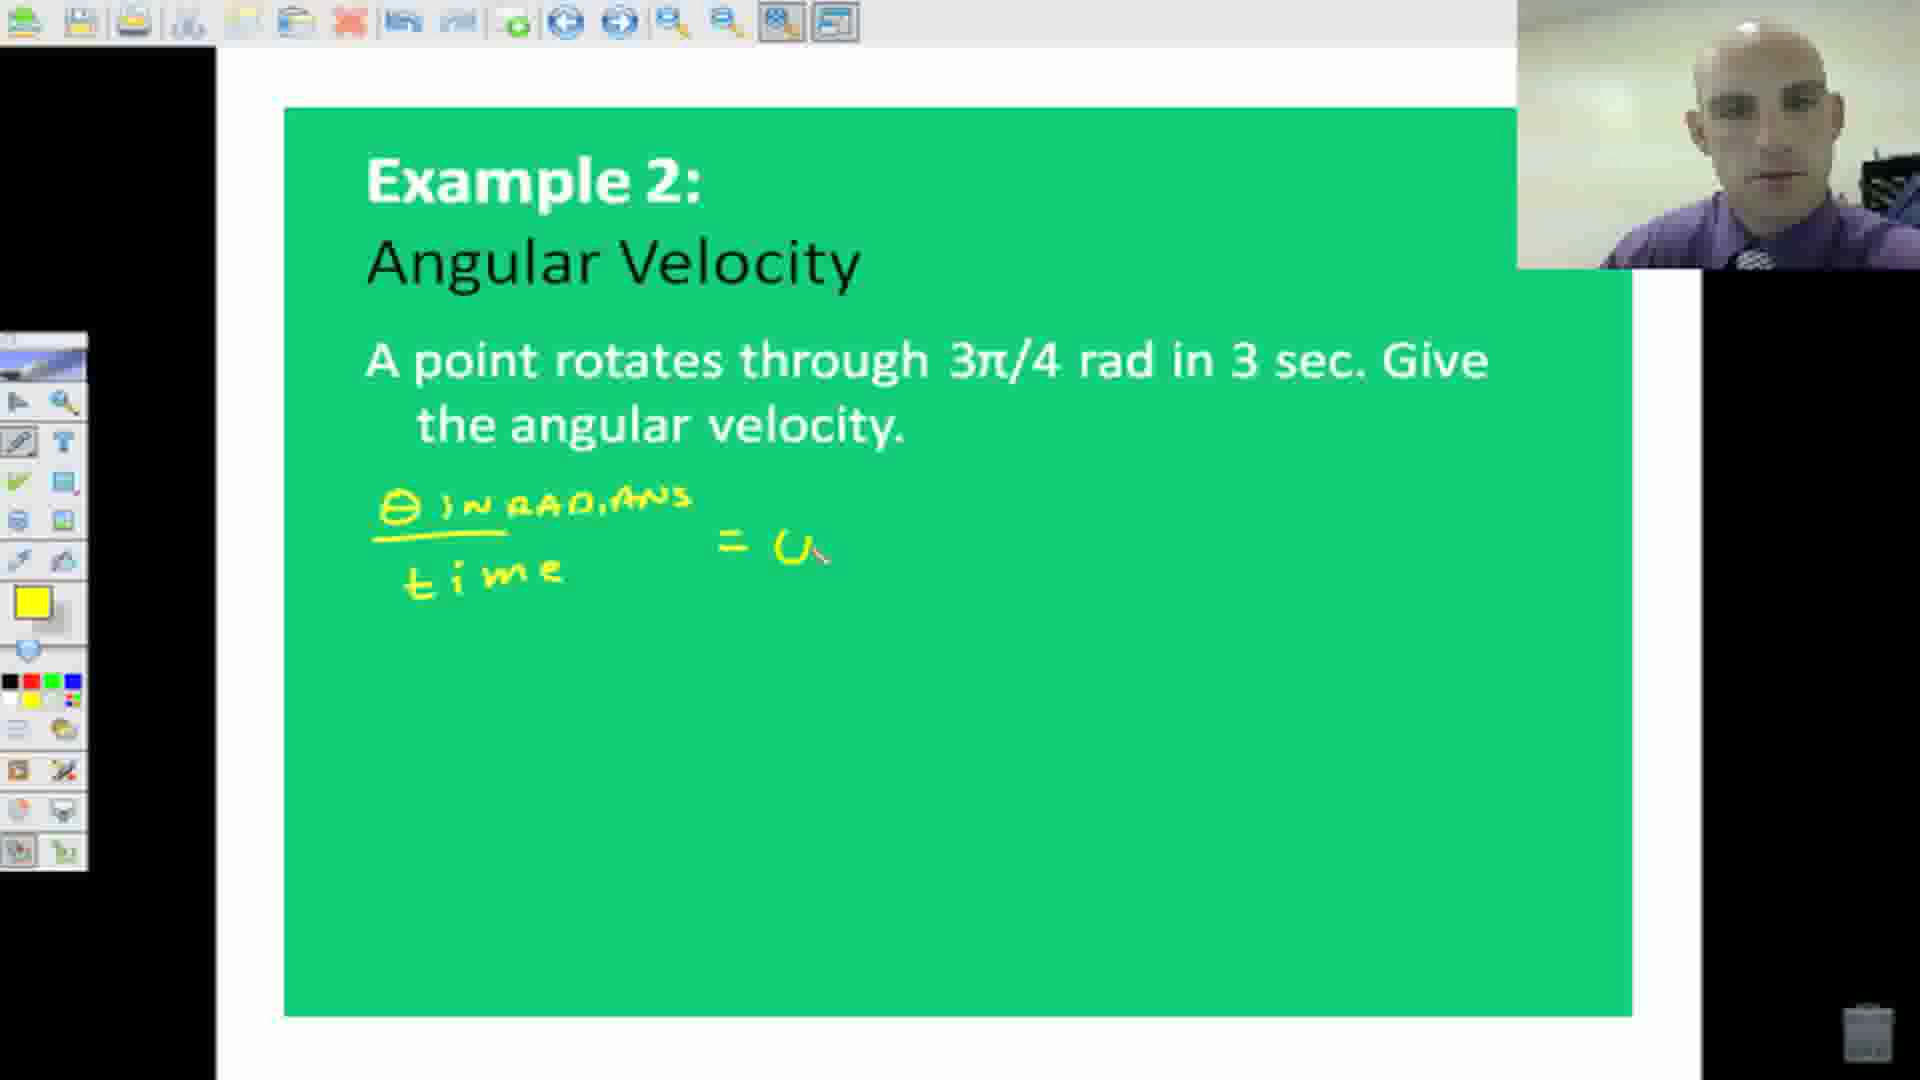 Example 2:
Angular Velocity
A point rotates through 3π/4 rad in 3 sec. Give
the angular velocity.
θ IN RADIANS
time
= ω